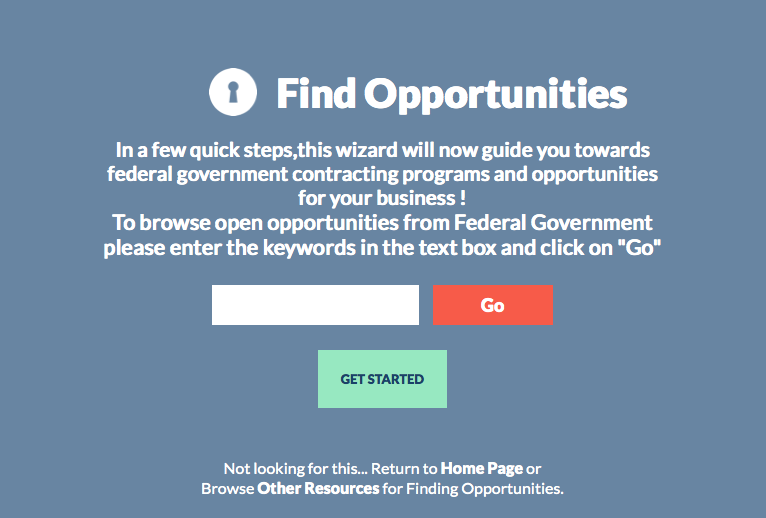 Find Opportunities
In a few quick steps,this wizard will now guide you towards
federal government contracting programs and opportunities
for your business !
To browse open opportunities from Federal Government
please enter the keywords in the text box and click on "Go"
Go
GET STARTED
Not looking for this... Return to Home Page or
Browse Other Resources for Finding Opportunities.